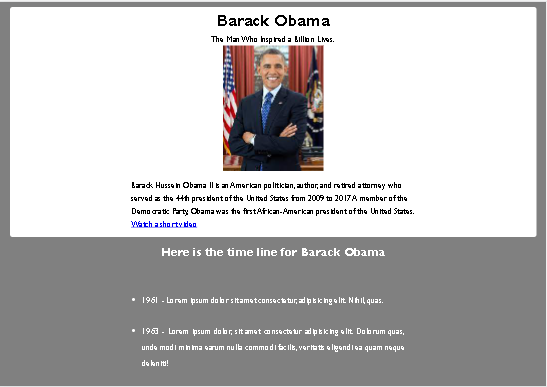 Barack Obama
The Man Who Inspired a Billion Lives.
Barack Hussein Obama II is an American politician, author, and retired attorney who
served as the 44th president of the United States from 2009 to 2017. A member of the
Democratic Party, Obama was the first African-American president of the United States.
Watch a short video
Here is the time line for Barack Obama
1961 - Lorem ipsum dolor sit amet consectetur, adipisicing elit. Nihil, quas.
1963 - Lorem ipsum dolor, sit amet consectetur adipisicing elit. Dolorum quas,
unde modi minima earum nulla commodi facilis, veritatis eligendi ea quam neque
deleniti!